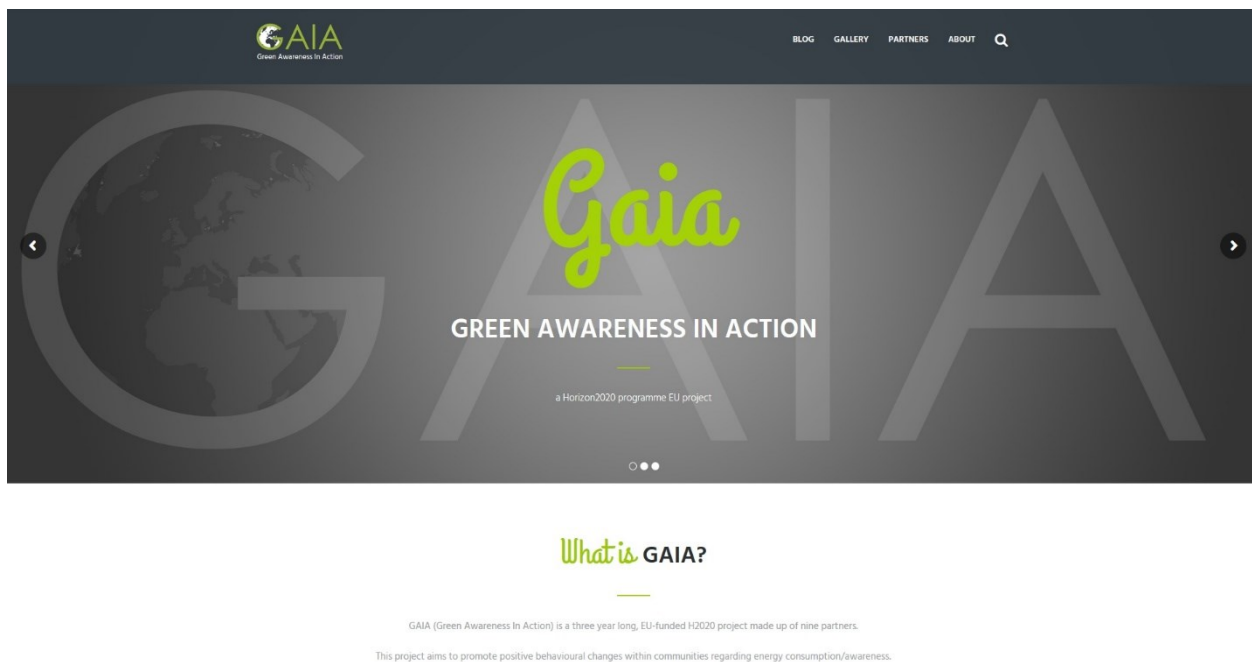 GAIA
Green Awareness In Action
BLOG GALLERY PARTNERS ABOUT
GAIA
Gaia
GREEN AWARENESS IN ACTION
a Horizon2020 programme EU project
What is GAIA?
GAIA (Green Awareness In Action) is a three year long, EU-funded H2020 project made up of nine partners.
This project aims to promote positive behavioural changes within communities regarding energy consumption/awareness.